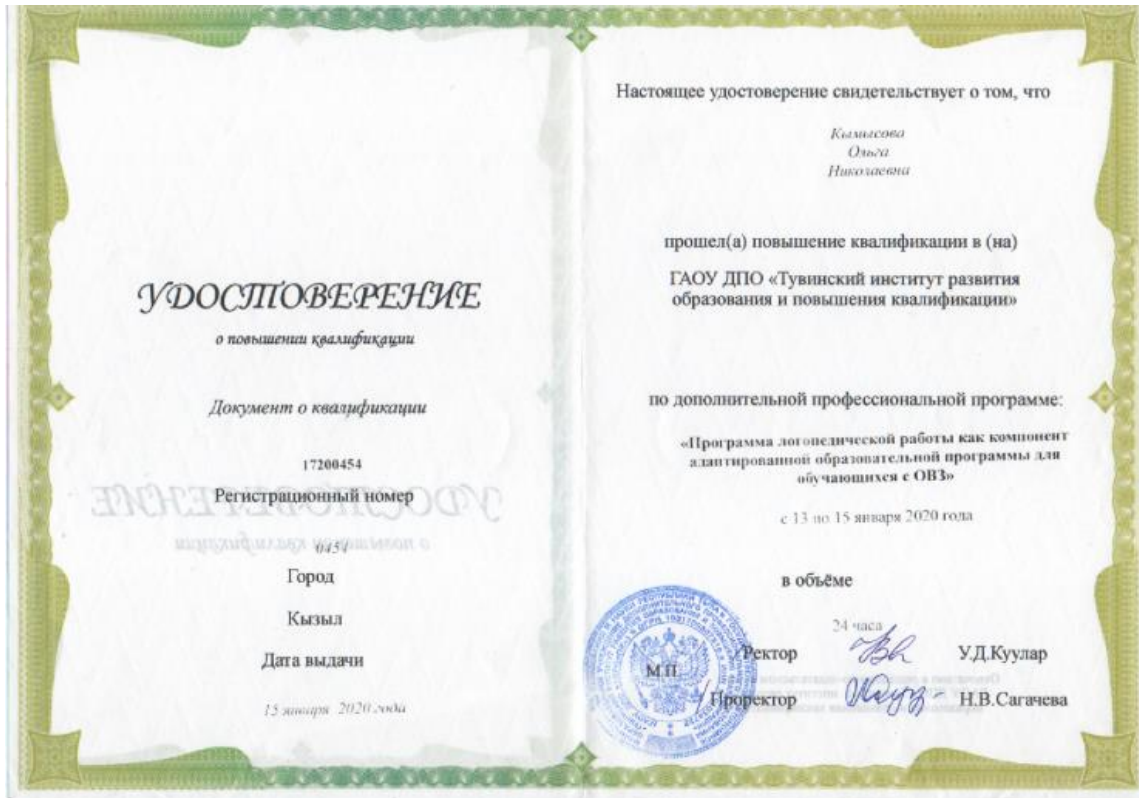 УДОСТОВЕРЕНИЕ
о повышении квалификации
Документ о квалификации
17200454
Регистрационный номер
0454
Город
Кызыл
Дата выдачи
15 января 2020 года
Настоящее удостоверение свидетельствует о том, что
Кымысова
Ольга
Николаевна
прошел(а) повышение квалификации в (на)
ГАОУ ДПО «Тувинский институт развития
образования и повышения квалификации»
по дополнительной профессиональной программе:
«Программа логопедической работы как компонент
адаптированной образовательной программы для
обучающихся с ОВЗ»
с 13 по 15 января 2020 года
в объёме
24 часа
Ректор У.Д.Куулар
М.П.
Проректор Н.В.Сагачева